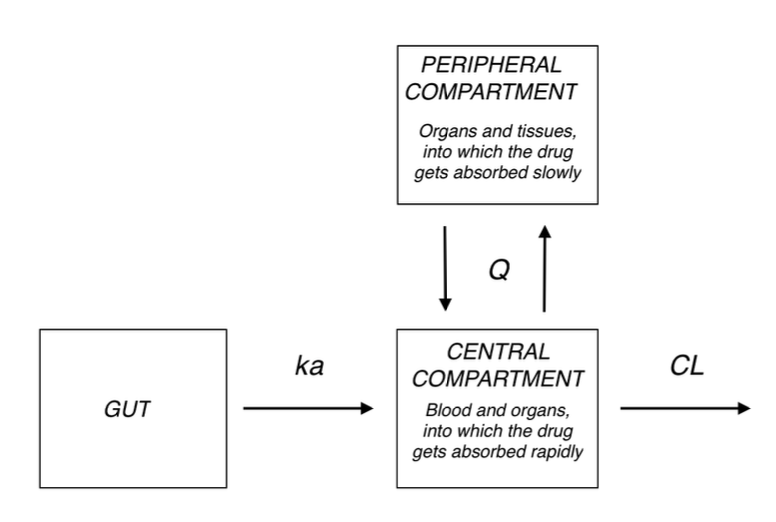 PERIPHERAL
COMPARTMENT
Organs and tissues,
into which the drug
gets absorbed slowly
Q
GUT
ka
CENTRAL
COMPARTMENT
Blood and organs,
into which the drug
gets absorbed rapidly
CL